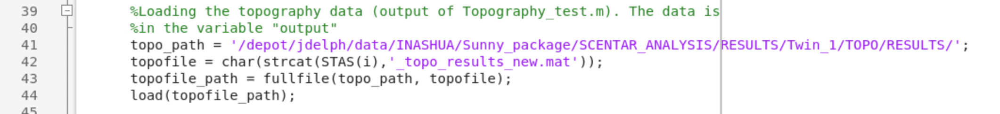 39 %Loading the topography data (output of Topography_test.m). The data is
40 %in the variable "output"
41 topo_path = '/depot/jdelph/data/INASHUA/Sunny_package/SCENTAR_ANALYSIS/RESULTS/Twin_1/TOPO/RESULTS/';
42 topofile = char(strcat(STAS(i),'_topo_results_new.mat'));
43 topofile_path = fullfile(topo_path, topofile);
44 load(topofile_path);
45